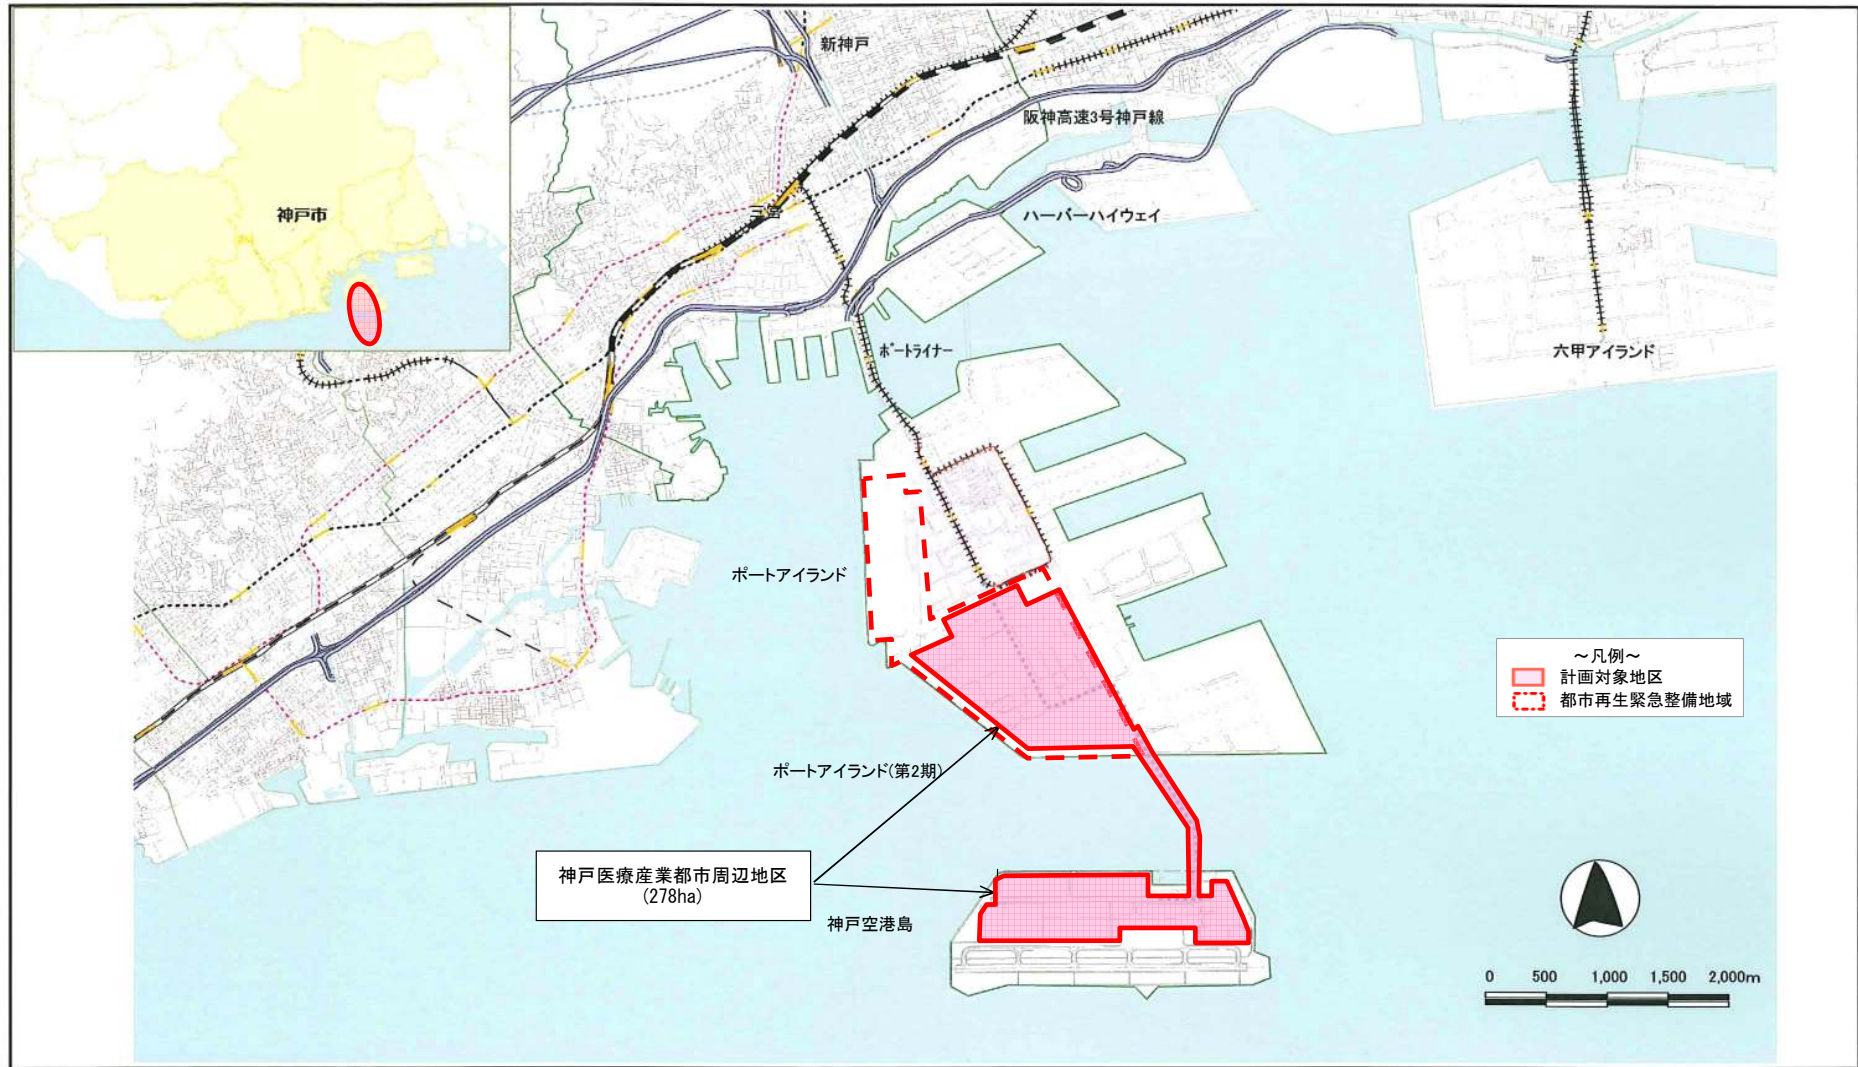 新神戸
阪神高速3号神戸線
神戸市
三宮
ハーバーハイウェイ
ポートライナー
六甲アイランド
ポートアイランド
～凡例～
計画対象地区
都市再生緊急整備地域
ポートアイランド(第2期)
神戸医療産業都市周辺地区
(278ha)
神戸空港島
0 500 1,000 1,500 2,000m